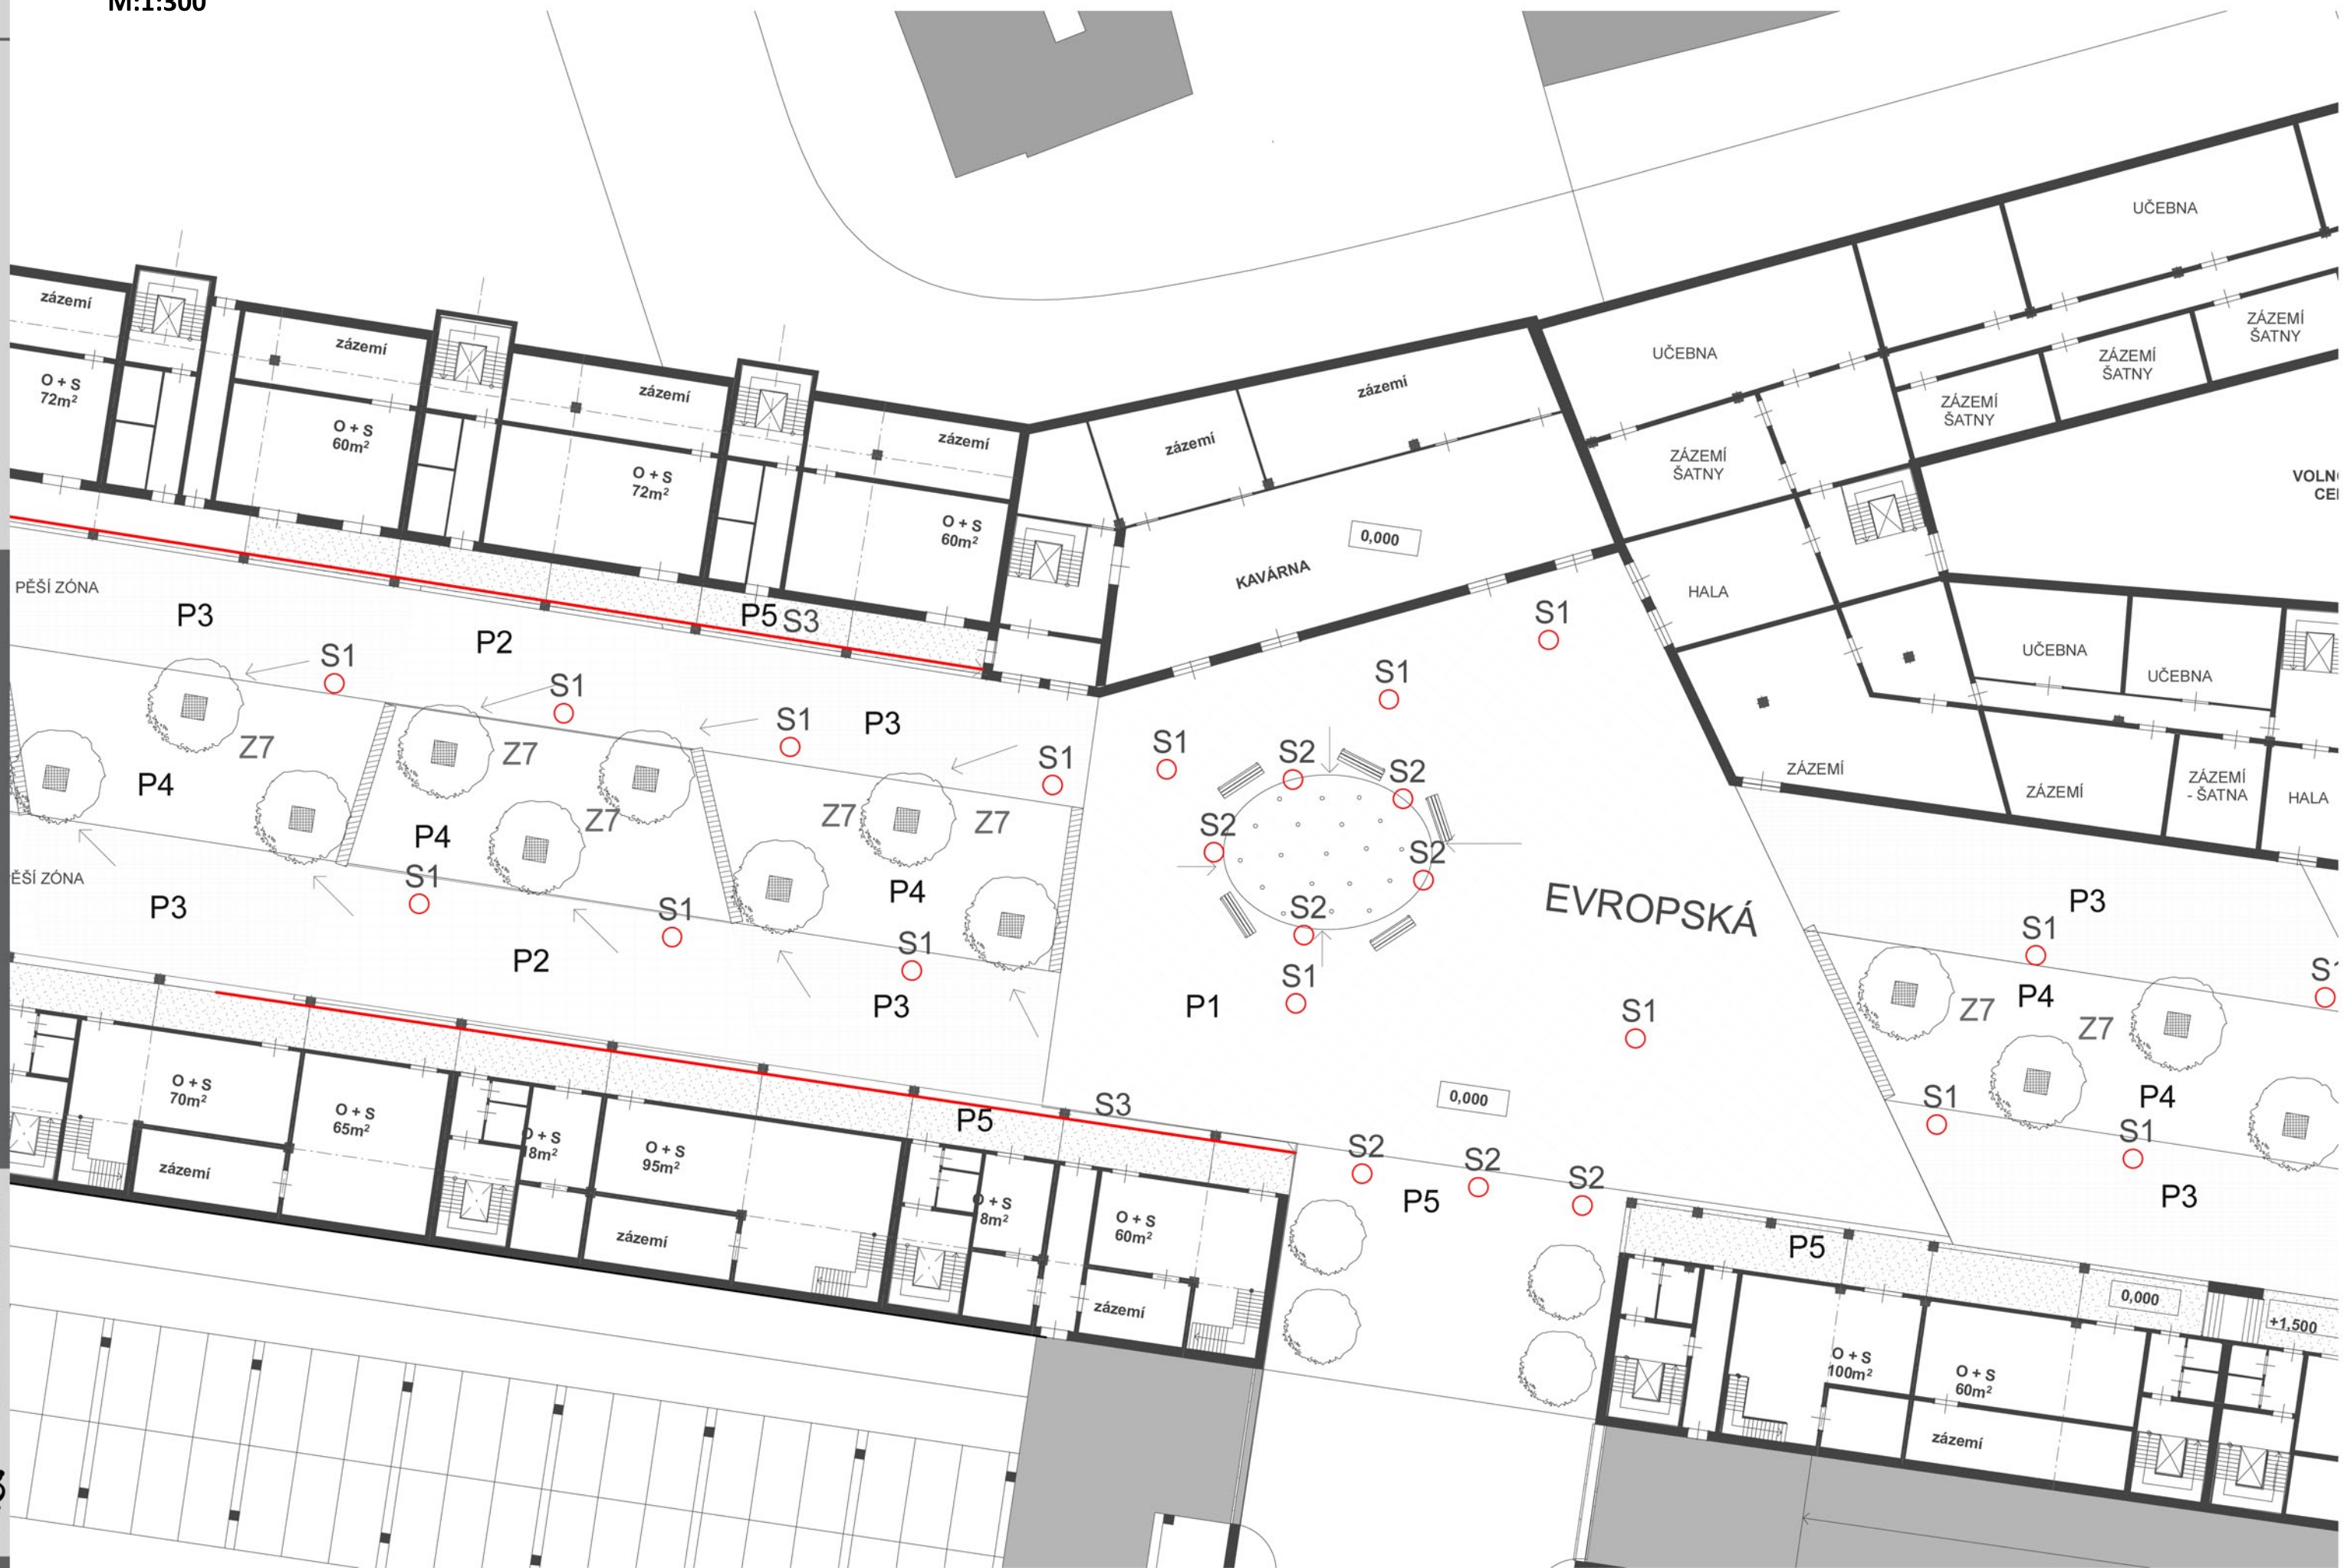 M:1:300
UČEBNA
zázemí
zázemí
zázemí
zázemí
UČEBNA
zázemí
zázemí
ZÁZEMÍ
ŠATNY
ZÁZEMÍ
ŠATNY
ZÁZEMÍ
ŠATNY
ZÁZEMÍ
ŠATNY
O + S
72m²
O + S
60m²
O + S
72m²
O + S
60m²
0,000
KAVÁRNA
HALA
PĚŠÍ ZÓNA
P3
P2
P5
S3
S1
S1
S1
S1
P3
S1
S1
S1
UČEBNA
UČEBNA
Z7
Z7
Z7
Z7
Z7
P4
P4
P4
S2
S2
S2
S2
S2
ZÁZEMÍ
ZÁZEMÍ
ZÁZEMÍ
- ŠATNA
HALA
P3
S1
S1
S1
P2
P3
S1
P1
EVROPSKÁ
S1
P3
S1
P4
Z7
Z7
P4
S1
S1
P3
0,000
O + S
70m²
O + S
65m²
zázemí
O + S
95m²
zázemí
P5
S3
O + S
60m²
zázemí
S2
S2
S2
P5
P5
0,000
+1,500
O + S
100m²
O + S
60m²
zázemí